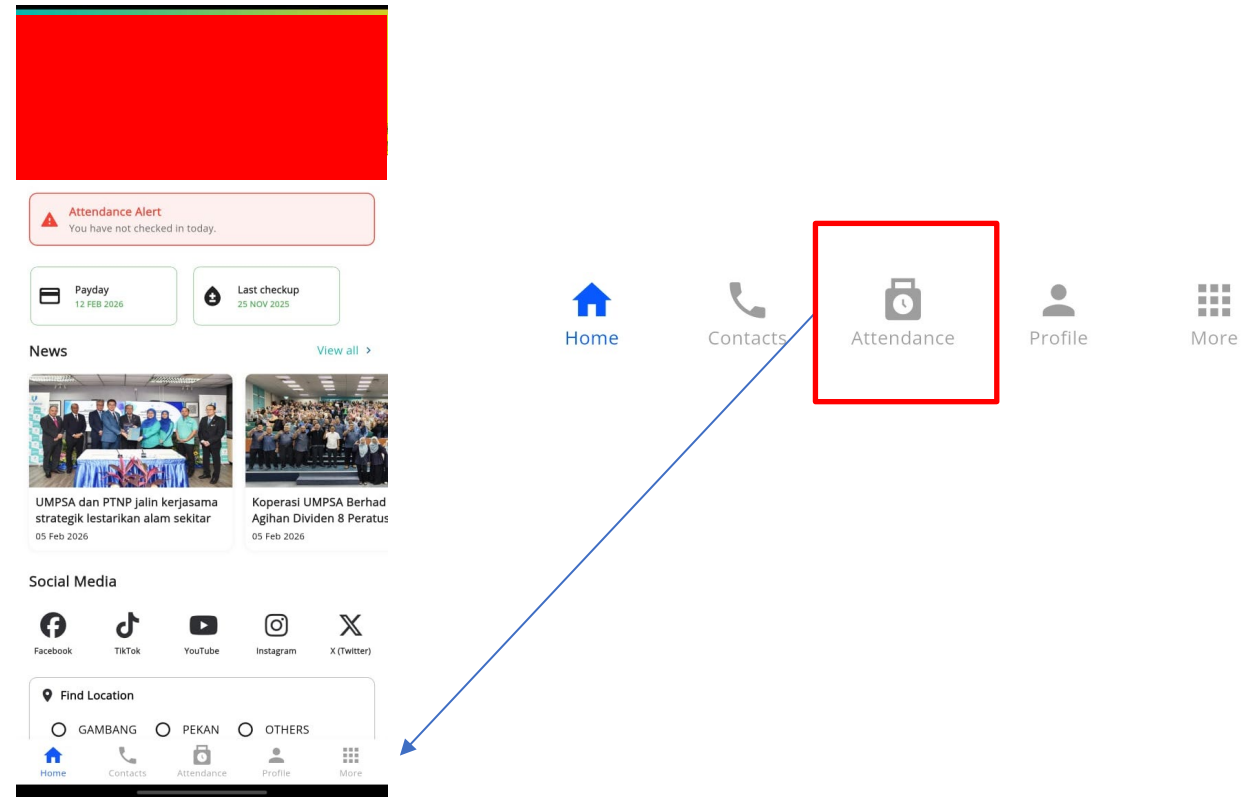 Attendance Alert
You have not checked in today.
Payday
12 FEB 2026
Last checkup
25 NOV 2025
News
View all >
UMPSA dan PTNP jalin kerjasama
strategik lestarikan alam sekitar
05 Feb 2026
Koperasi UMPSA Berhad
Agihan Dividen 8 Peratus
05 Feb 2026
Social Media
Facebook
TikTok
YouTube
Instagram
X (Twitter)
Find Location
GAMBANG
PEKAN
OTHERS
Home
Contacts
Attendance
Profile
More
Home
Contacts
Attendance
Profile
More